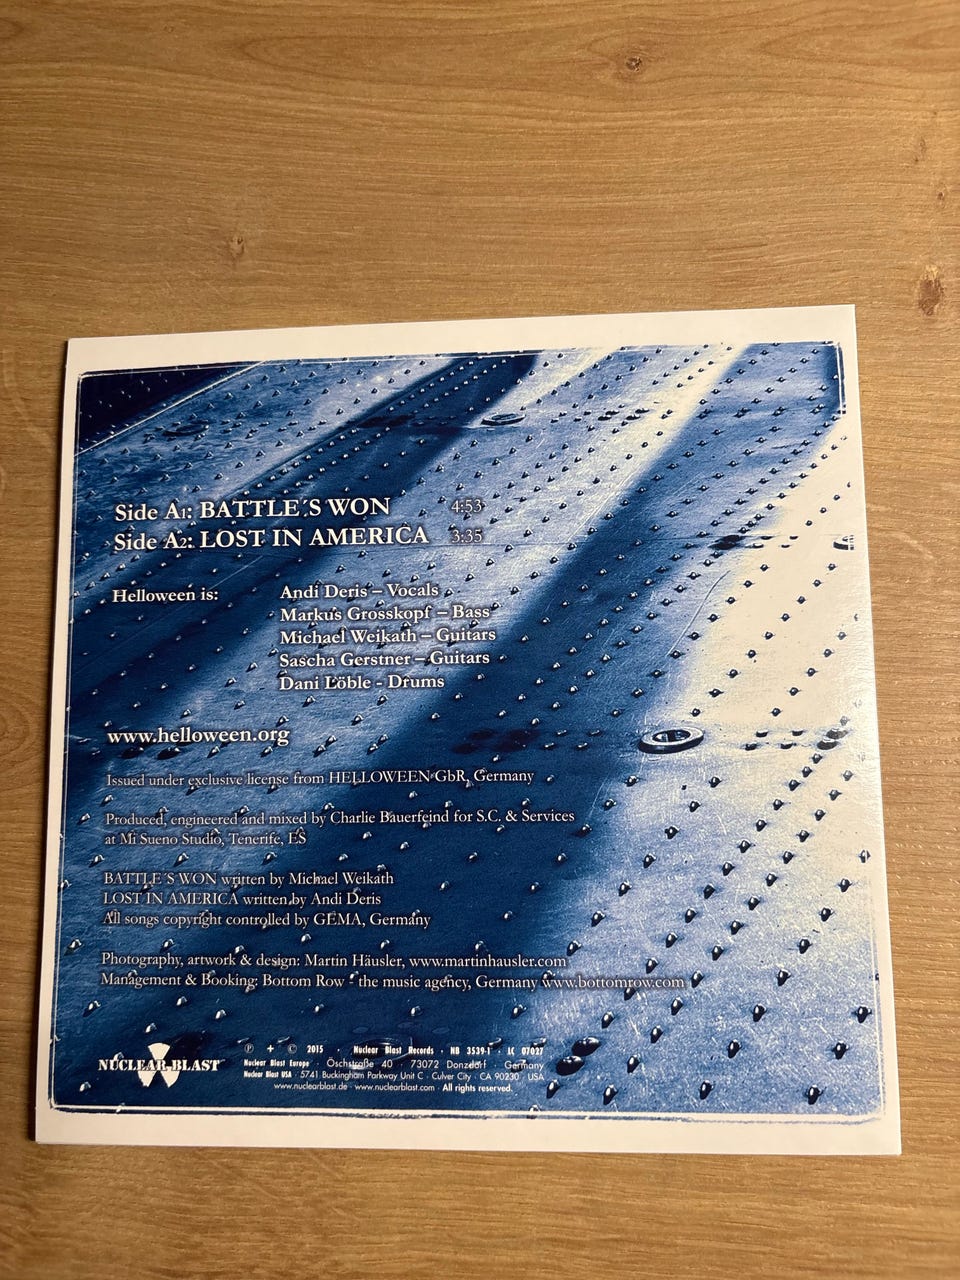 Side A1: BATTLE´S WON 4:53
Side A2: LOST IN AMERICA 3:35
Helloween is: Andi Deris – Vocals
Markus Grosskopf – Bass
Michael Weikath – Guitars
Sascha Gerstner – Guitars
Dani Löble - Drums
www.helloween.org
Issued under exclusive license from HELLOWEEN GbR, Germany
Produced, engineered and mixed by Charlie Bauerfeind for S.C. & Services
at Mi Sueno Studio, Tenerife, ES
BATTLE´S WON written by Michael Weikath
LOST IN AMERICA written by Andi Deris
All songs copyright controlled by GEMA, Germany
Photography, artwork & design: Martin Häusler, www.martinhausler.com
Management & Booking: Bottom Row - the music agency, Germany www.bottomrow.com
NUCLEAR BLAST
℗ + © 2015 · Nuclear Blast Records · NB 3539-1 · LC 07027
Nuclear Blast Europe · Öschstraße 40 · 73072 Donzdorf · Germany
Nuclear Blast USA · 5741 Buckingham Parkway Unit C · Culver City · CA 90230 · USA
www.nuclearblast.de · www.nuclearblast.com · All rights reserved.